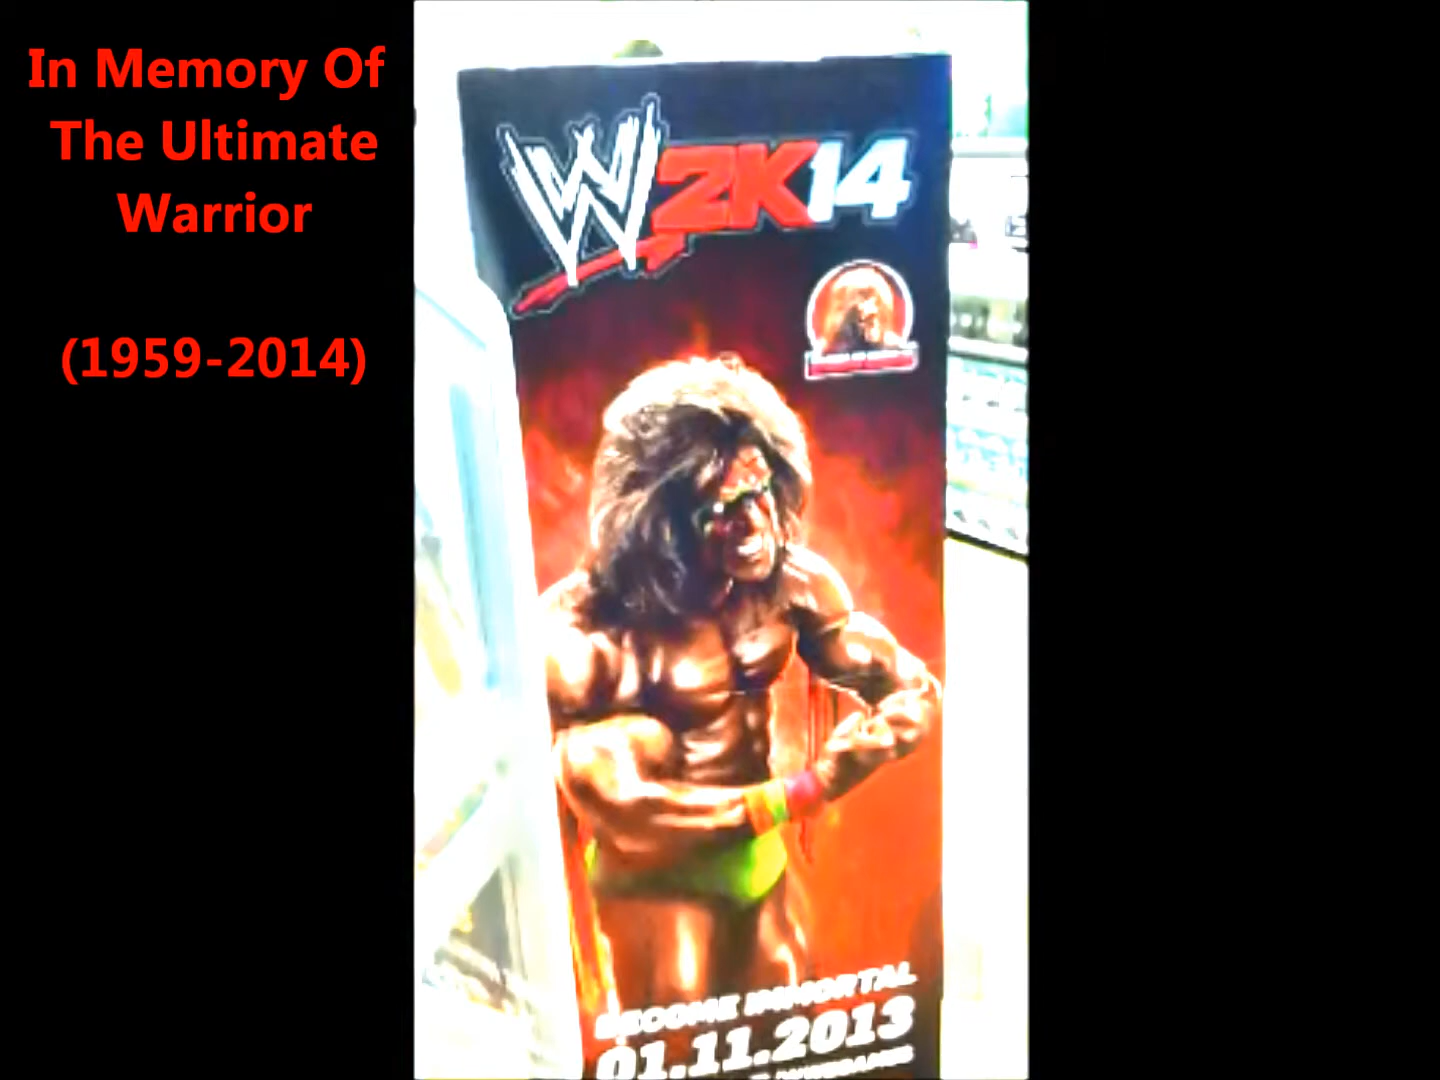 In Memory Of
The Ultimate
Warrior
(1959-2014)
W 2K14
BECOME IMMORTAL
01.11.2013